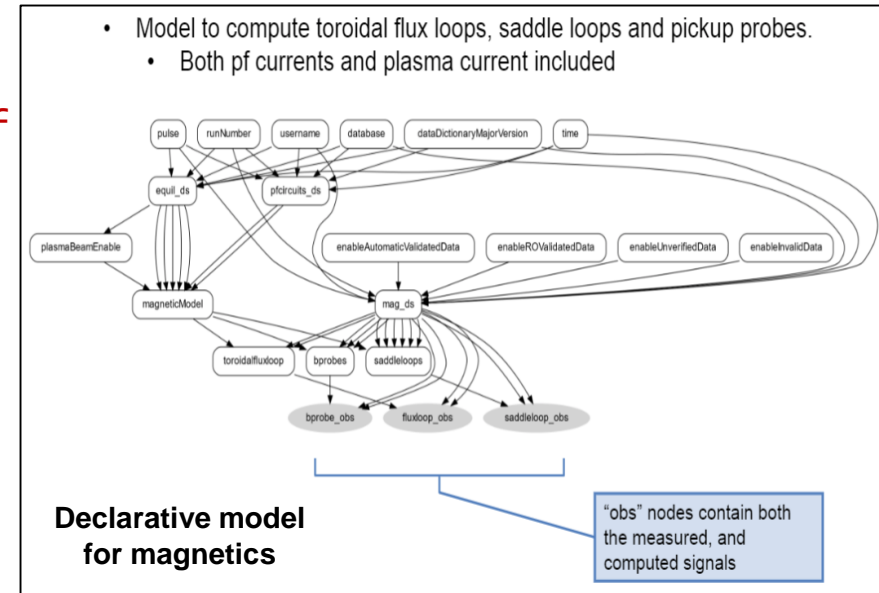 • Model to compute toroidal flux loops, saddle loops and pickup probes.
• Both pf currents and plasma current included
pulse runNumber username database dataDictionaryMajorVersion time
equil_ds pfcircuits_ds
plasmaBeamEnable enableAutomaticValidatedData enableROValidatedData enableUnverifiedData enableInvalidData
magneticModel mag_ds
toroidalfluxloop bprobes saddleloops
bprobe_obs fluxloop_obs saddleloop_obs
Declarative model
for magnetics
“obs” nodes contain both
the measured, and
computed signals